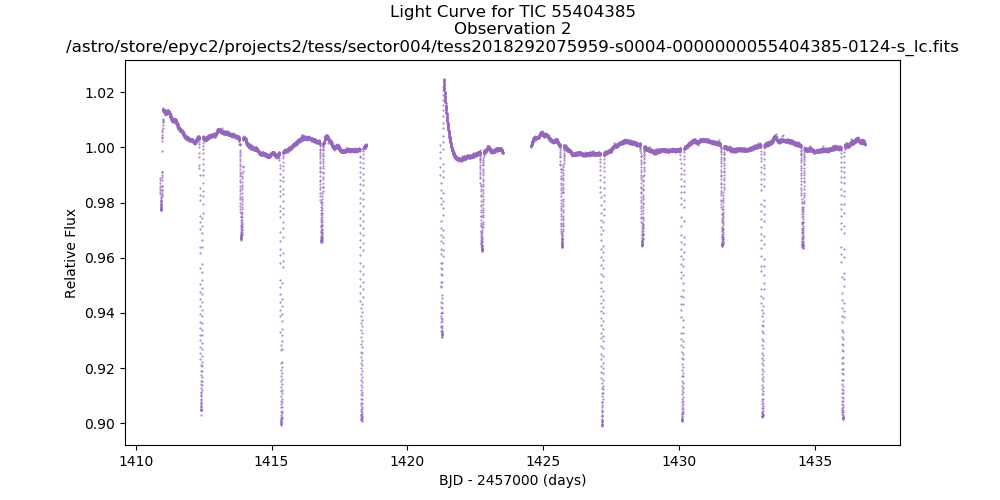 Light Curve for TIC 55404385
Observation 2
/astro/store/epyc2/projects2/tess/sector004/tess2018292075959-s0004-0000000055404385-0124-s_lc.fits
1.02
1.00
0.98
0.96
0.94
0.92
0.90
Relative Flux
1410
1415
1420
1425
1430
1435
BJD - 2457000 (days)